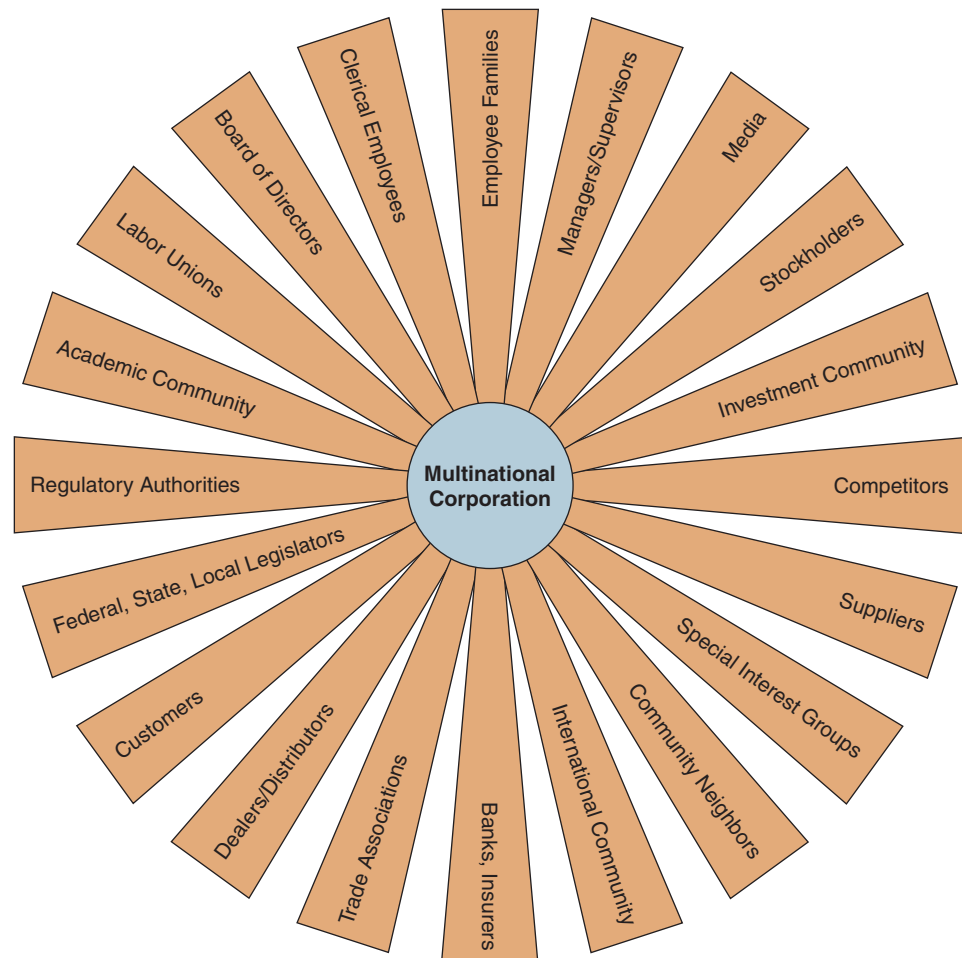 Employee Families
Managers/Supervisors
Media
Stockholders
Investment Community
Competitors
Suppliers
Special Interest Groups
Community Neighbors
International Community
Banks, Insurers
Trade Associations
Dealers/Distributors
Customers
Federal, State, Local Legislators
Regulatory Authorities
Academic Community
Labor Unions
Board of Directors
Clerical Employees
Multinational
Corporation